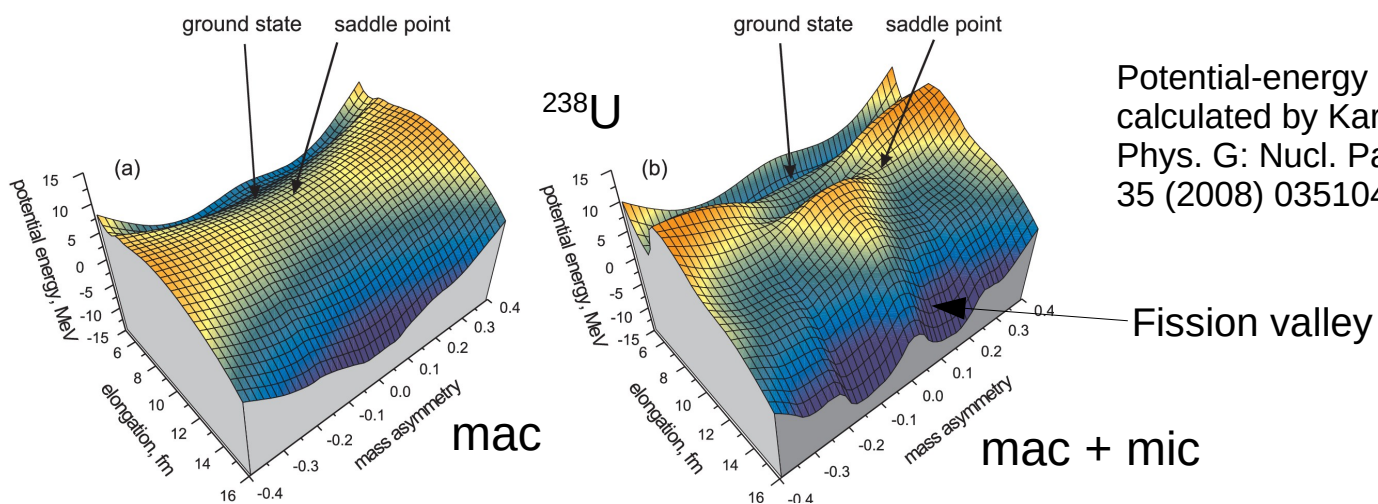 ground state
saddle point
ground state
saddle point
238U
Potential-energy
calculated by Kar
Phys. G: Nucl. Pa
35 (2008) 035104
(a)
potential energy, MeV
15
10
5
0
-5
-10
-15
6
8
10
12
14
16
elongation, fm
-0.4
-0.3
-0.2
-0.1
0.0
0.1
0.2
0.3
0.4
mass asymmetry
mac
(b)
potential energy, MeV
15
10
5
0
-5
-10
-15
6
8
10
12
14
16
elongation, fm
-0.4
-0.3
-0.2
-0.1
0.0
0.1
0.2
0.3
0.4
mass asymmetry
Fission valley
mac + mic